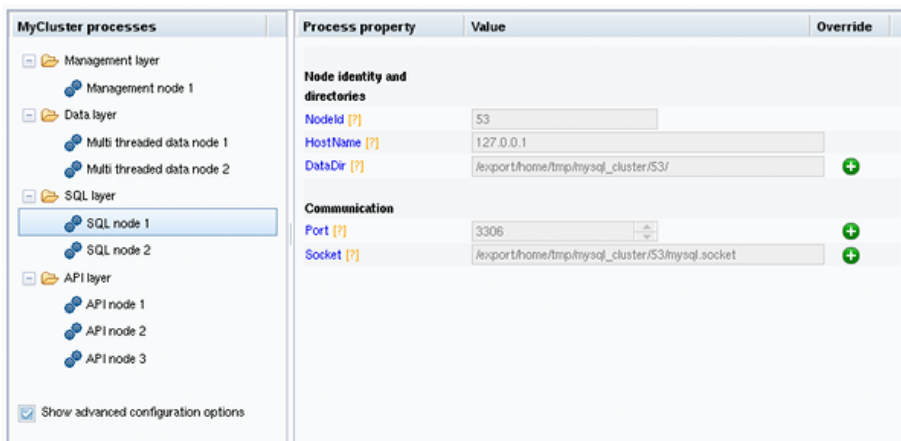 MyCluster processes
Management layer
Management node 1
Data layer
Multi threaded data node 1
Multi threaded data node 2
SQL layer
SQL node 1
SQL node 2
API layer
API node 1
API node 2
API node 3
Show advanced configuration options
Process property Value Override
Node identity and
directories
NodeId [?] 53
HostName [?] 127.0.0.1
DataDir [?] /export/home/tmp/mysql_cluster/53/
Communication
Port [?] 3306
Socket [?] /export/home/tmp/mysql_cluster/53/mysql.socket